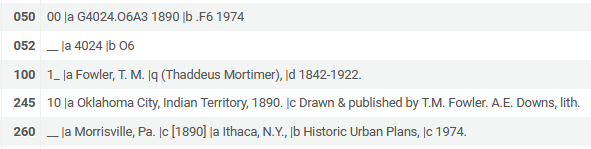 050 00 |a G4024.O6A3 1890 |b .F6 1974
052 __ |a 4024 |b O6
100 1_ |a Fowler, T. M. |q (Thaddeus Mortimer), |d 1842-1922.
245 10 |a Oklahoma City, Indian Territory, 1890. |c Drawn & published by T.M. Fowler. A.E. Downs, lith.
260 __ |a Morrisville, Pa. |c [1890] |a Ithaca, N.Y., |b Historic Urban Plans, |c 1974.